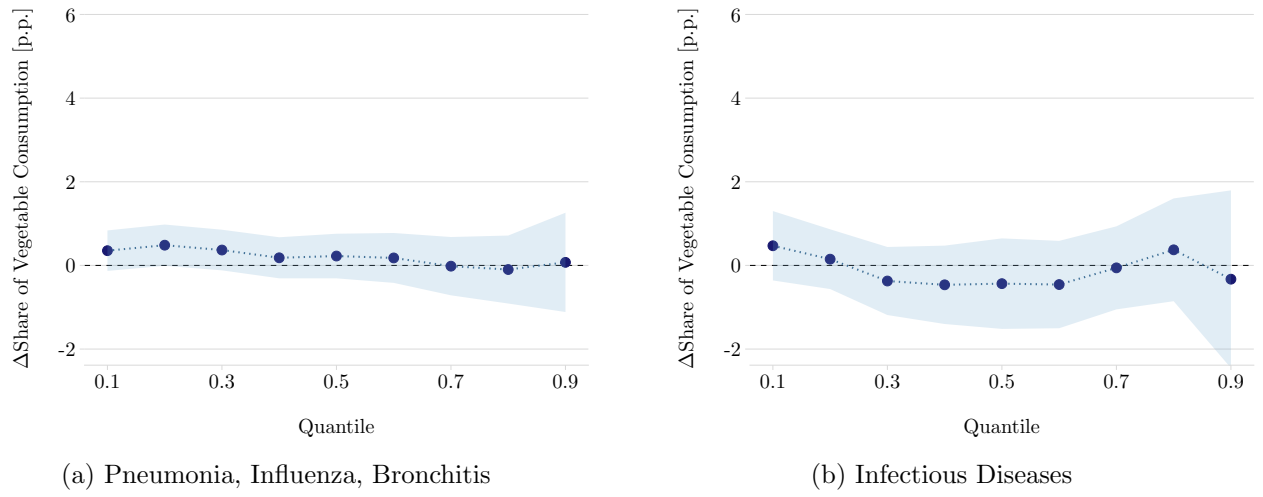 ΔShare of Vegetable Consumption [p.p.]
6
4
2
0
-2
0.1 0.3 0.5 0.7 0.9
Quantile
(a) Pneumonia, Influenza, Bronchitis
ΔShare of Vegetable Consumption [p.p.]
6
4
2
0
-2
0.1 0.3 0.5 0.7 0.9
Quantile
(b) Infectious Diseases